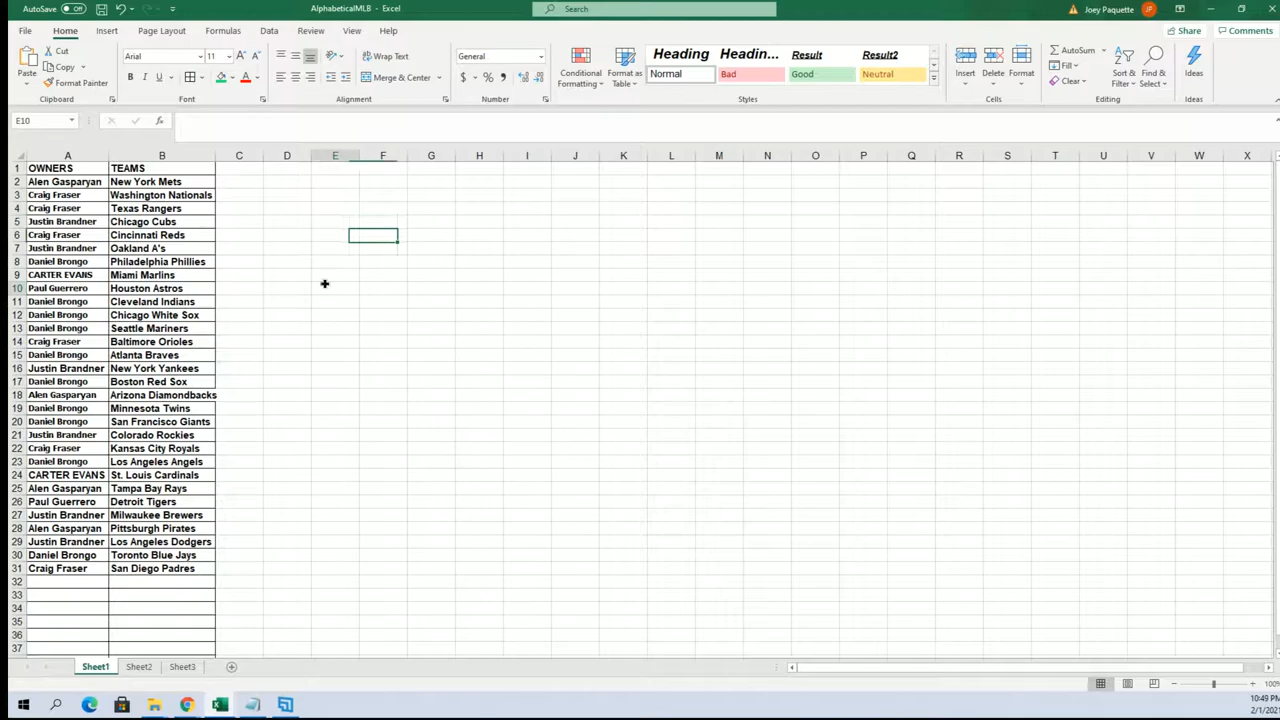 AutoSave Off AlphabeticalMLB - Excel Search Joey Paquette JP
File Home Insert Page Layout Formulas Data Review View Help Share Comments
Cut Arial 11 Wrap Text General Heading Headin... Result Result2 AutoSum
Copy Fill
Paste Format Painter B I U Merge & Center $ % Conditional Formatting Format as Table Normal Bad Good Neutral Insert Delete Format Clear Sort & Filter Find & Select Ideas
Clipboard Font Alignment Number Styles Cells Editing Ideas
E10 fx
A B C D E F G H I J K L M N O P Q R S T U V W X
1 OWNERS TEAMS
2 Alen Gasparyan New York Mets
3 Craig Fraser Washington Nationals
4 Craig Fraser Texas Rangers
5 Justin Brandner Chicago Cubs
6 Craig Fraser Cincinnati Reds
7 Justin Brandner Oakland A's
8 Daniel Brongo Philadelphia Phillies
9 CARTER EVANS Miami Marlins
10 Paul Guerrero Houston Astros
11 Daniel Brongo Cleveland Indians
12 Daniel Brongo Chicago White Sox
13 Daniel Brongo Seattle Mariners
14 Craig Fraser Baltimore Orioles
15 Daniel Brongo Atlanta Braves
16 Justin Brandner New York Yankees
17 Daniel Brongo Boston Red Sox
18 Alen Gasparyan Arizona Diamondbacks
19 Daniel Brongo Minnesota Twins
20 Daniel Brongo San Francisco Giants
21 Justin Brandner Colorado Rockies
22 Craig Fraser Kansas City Royals
23 Daniel Brongo Los Angeles Angels
24 CARTER EVANS St. Louis Cardinals
25 Alen Gasparyan Tampa Bay Rays
26 Paul Guerrero Detroit Tigers
27 Justin Brandner Milwaukee Brewers
28 Alen Gasparyan Pittsburgh Pirates
29 Justin Brandner Los Angeles Dodgers
30 Daniel Brongo Toronto Blue Jays
31 Craig Fraser San Diego Padres
32
33
34
35
36
37
Sheet1 Sheet2 Sheet3
100%
10:49 PM
2/1/2021